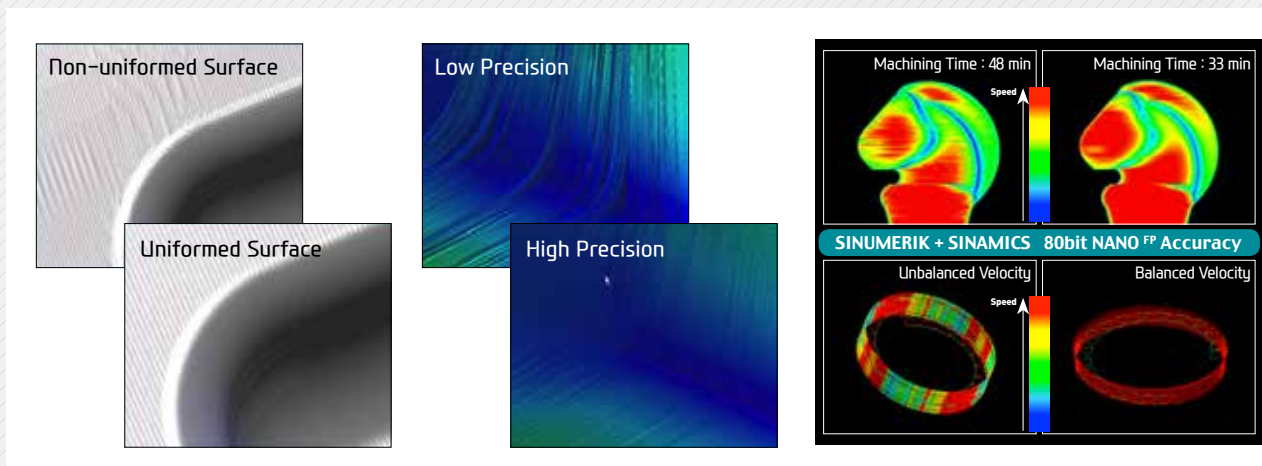 Non-uniformed Surface
Uniformed Surface
Low Precision
High Precision
Machining Time : 48 min
Speed
Machining Time : 33 min
SINUMERIK + SINAMICS 80bit NANO FP Accuracy
Unbalanced Velocity
Speed
Balanced Velocity